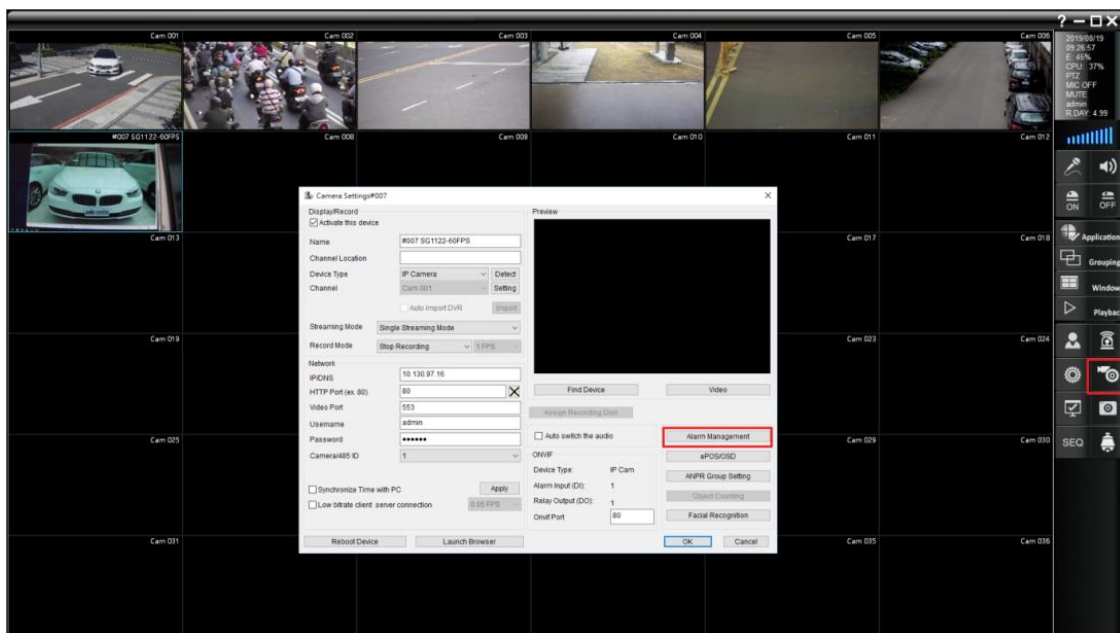 ? − □ X
Cam 001
Cam 002
Cam 003
Cam 004
Cam 005
Cam 006
2019/08/19
09:26:57
E: 45%
CPU: 37%
PTZ
MIC OFF
MUTE
admin
R.DAY: 4.99
#007 SG1122-60FPS
Cam 008
Cam 009
Cam 010
Cam 011
Cam 012
ON
OFF
Cam 013
Cam 017
Cam 018
Application
Grouping
Window
Playbac
Cam 019
Cam 023
Cam 024
Cam 025
Cam 029
Cam 030
SEQ
Cam 031
Cam 035
Cam 036
Camera Settings#007
Display/Record
Activate this device
Name
#007 SG1122-60FPS
Channel Location
Device Type
IP Camera
Detect
Channel
Cam 001
Setting
Auto import DVR
Import
Streaming Mode
Single Streaming Mode
Record Mode
Stop Recording
1 FPS
Network
IP/DNS
10.130.97.16
HTTP Port (ex. 80)
80
Video Port
553
Username
admin
Password
••••••
Camera/485 ID
1
Synchronize Time with PC
Apply
Low bitrate client server connection
0.05 FPS
Reboot Device
Launch Browser
Preview
Find Device
Video
Assign Recording Disk
Auto switch the audio
Alarm Management
ONVIF
ePOS/OSD
Device Type:
IP Cam
ANPR Group Setting
Alarm Input (DI):
1
Object Counting
Relay Output (DO):
1
Onvif Port
80
Facial Recognition
OK
Cancel